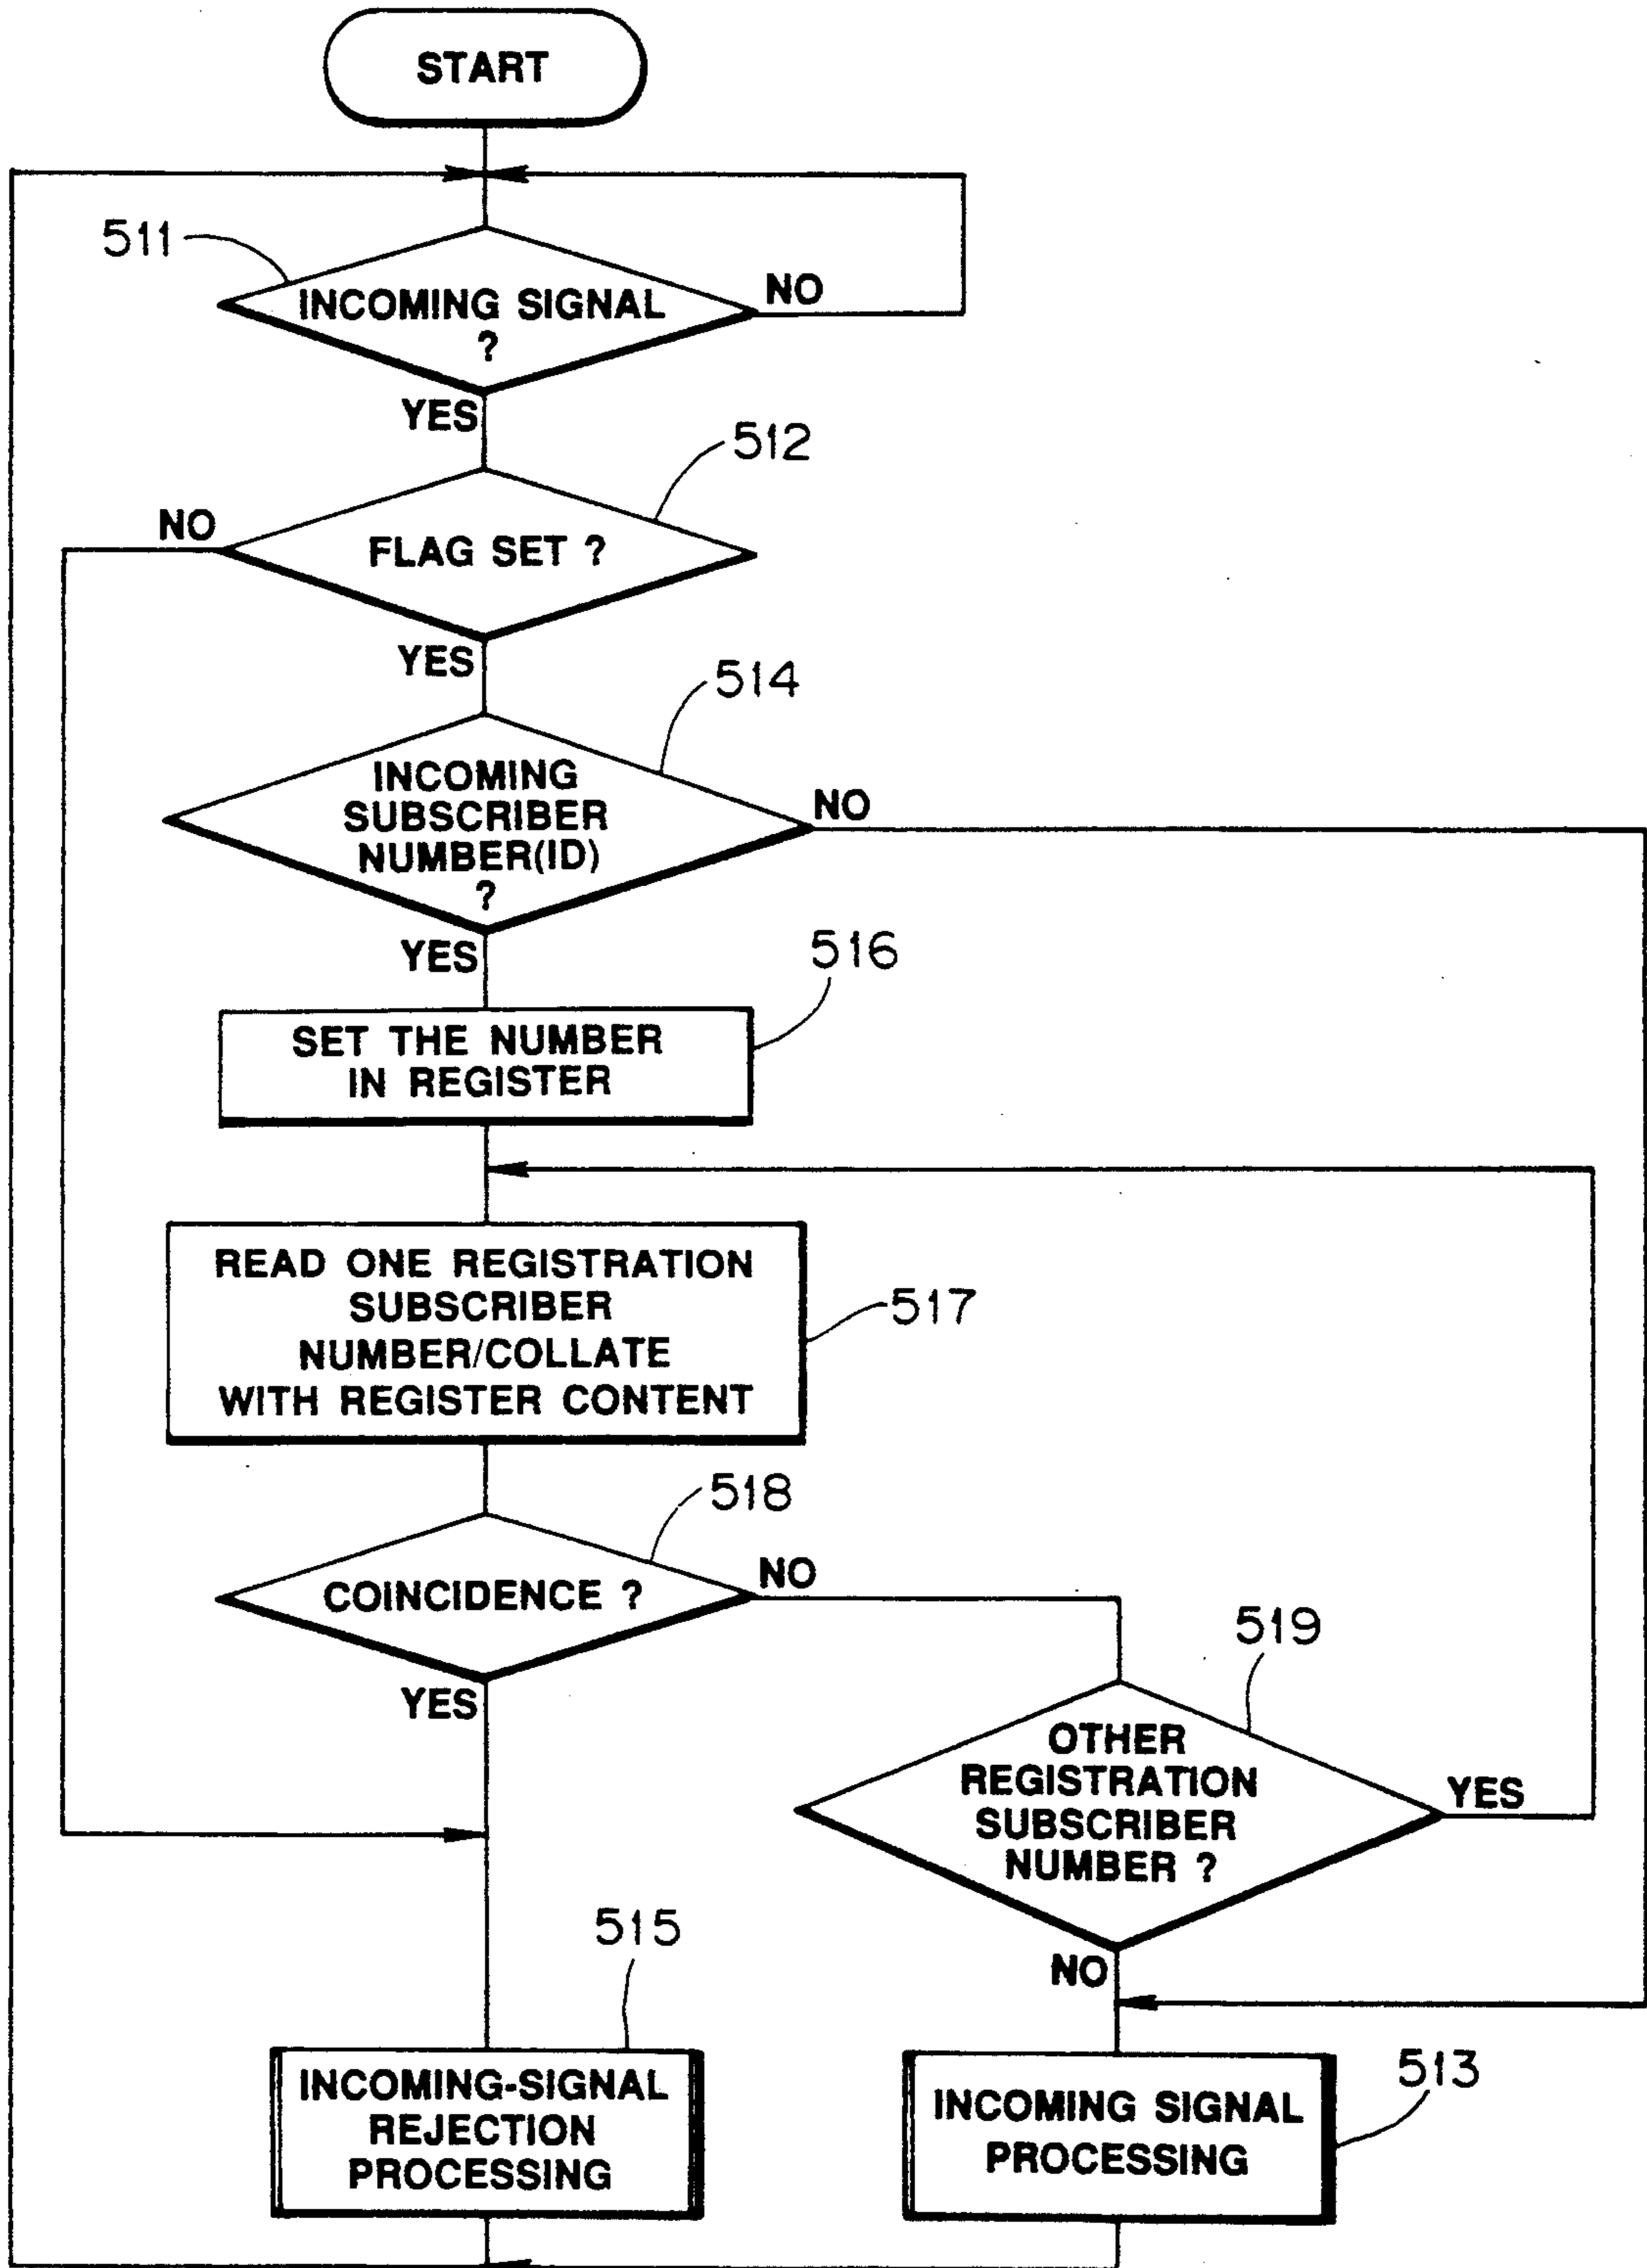 START
511
INCOMING SIGNAL
?
NO
YES
512
NO
FLAG SET ?
YES
514
INCOMING
SUBSCRIBER
NUMBER(ID)
?
NO
YES
516
SET THE NUMBER
IN REGISTER
READ ONE REGISTRATION
SUBSCRIBER
NUMBER/COLLATE
WITH REGISTER CONTENT
517
518
COINCIDENCE ?
NO
YES
519
OTHER
REGISTRATION
SUBSCRIBER
NUMBER ?
YES
NO
515
INCOMING-SIGNAL
REJECTION
PROCESSING
513
INCOMING SIGNAL
PROCESSING